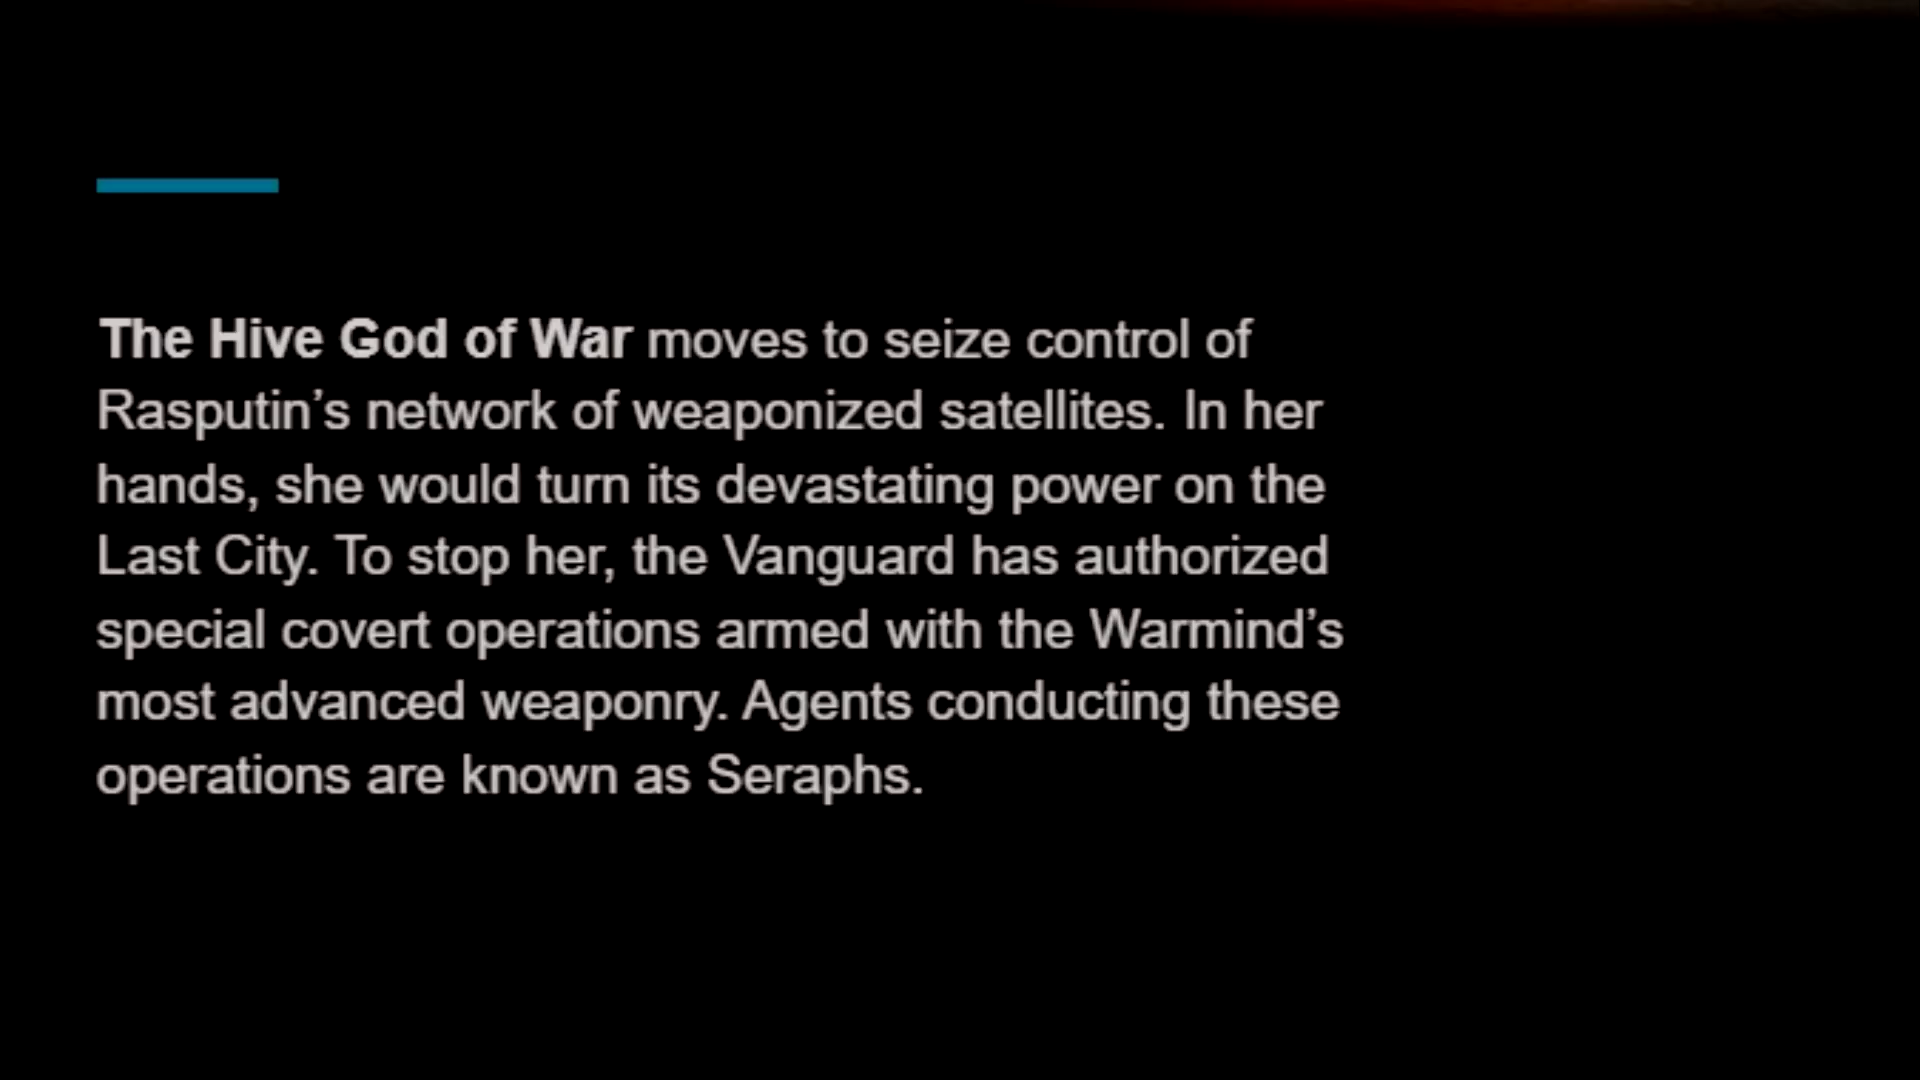 The Hive God of War moves to seize control of
Rasputin’s network of weaponized satellites. In her
hands, she would turn its devastating power on the
Last City. To stop her, the Vanguard has authorized
special covert operations armed with the Warmind’s
most advanced weaponry. Agents conducting these
operations are known as Seraphs.